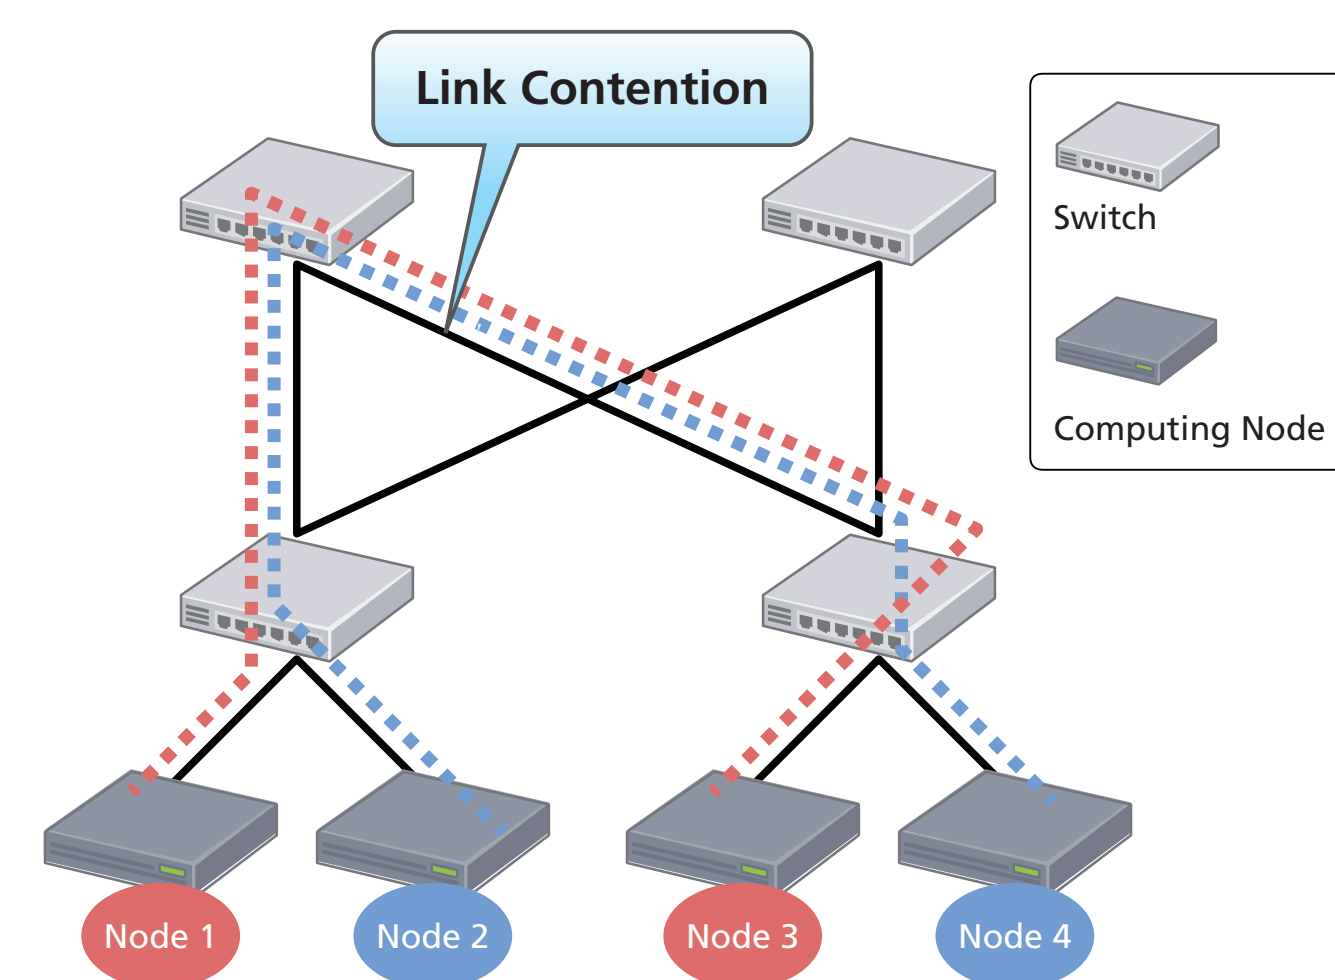 Link Contention
Switch
Computing Node
Node 1
Node 2
Node 3
Node 4